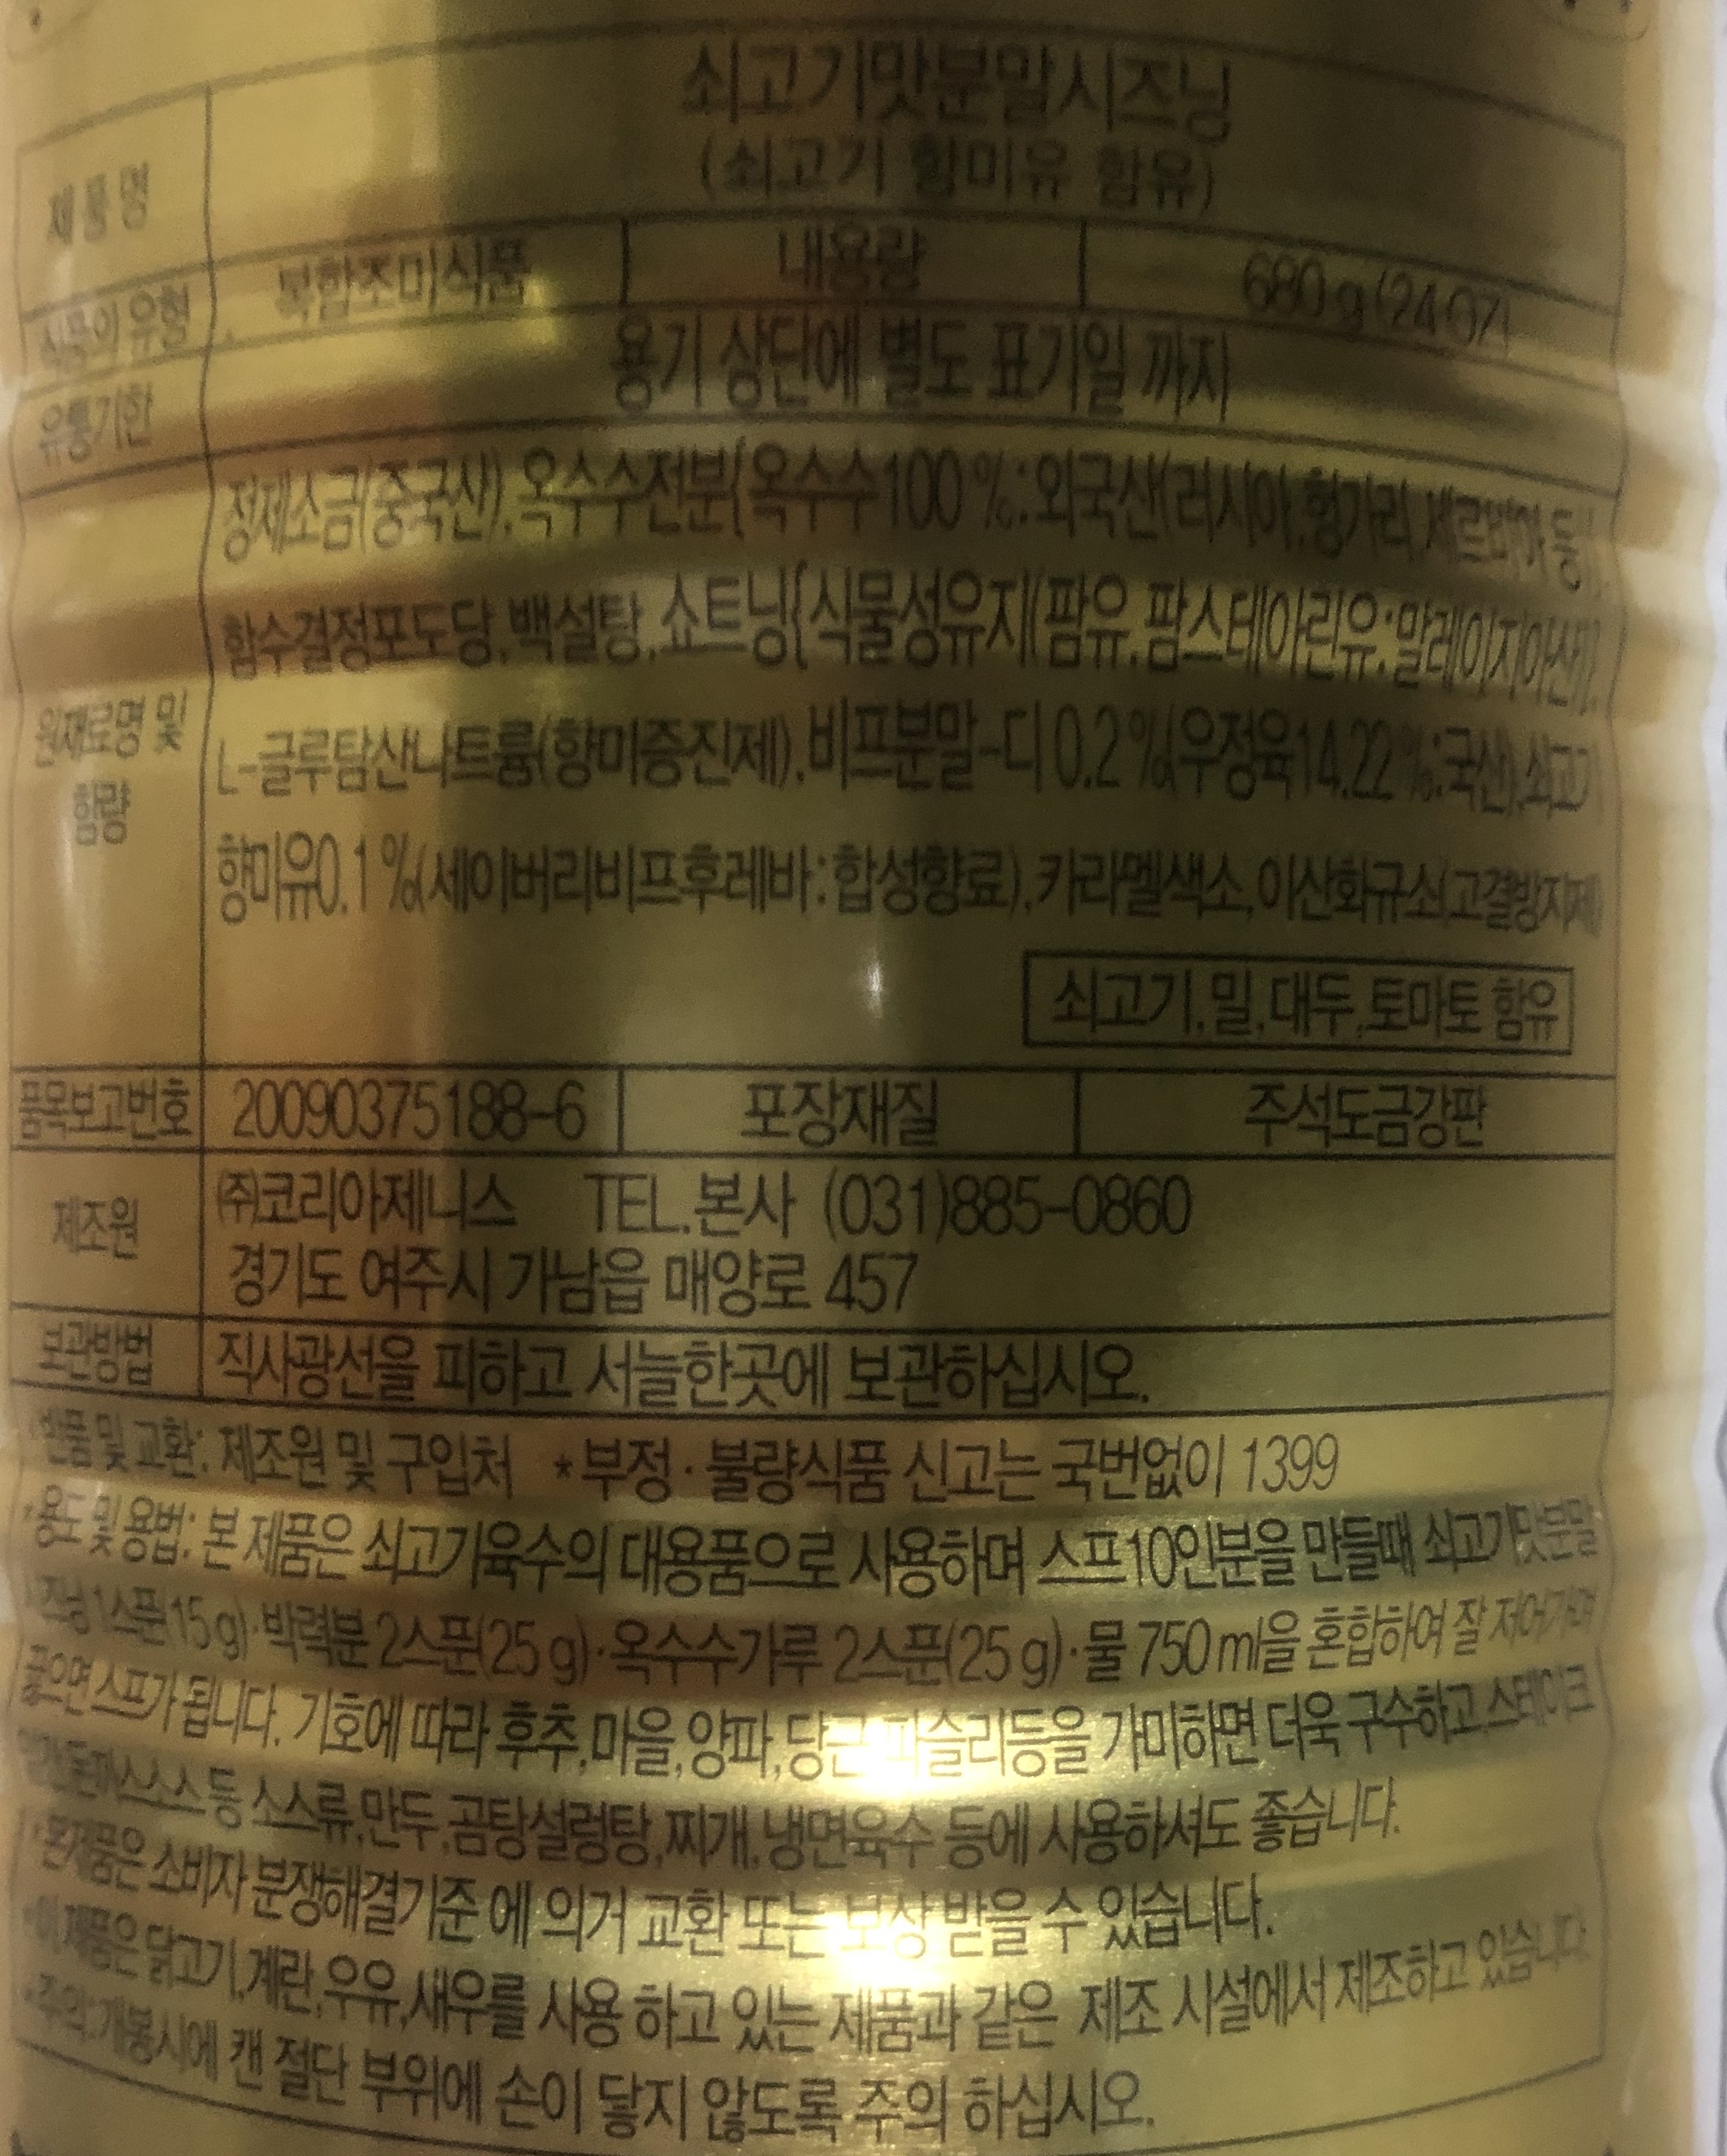 쇠고기맛분말시즈닝
(쇠고기 향미유 함유)
제품명
식품의 유형 복합조미식품 내용량 680 g (24 OZ)
유통기한 용기 상단에 별도 표기일 까지
정제소금(중국산),옥수수전분{옥수수100 %:외국산(러시아,헝가리,세르비아 등)},
함수결정포도당,백설탕,쇼트닝{식물성유지(팜유,팜스테아린유:말레이지아산)},
원재료명 및
함량
L-글루탐산나트륨(향미증진제),비프분말-디 0.2 %(우정육14.22 %:국산),쇠고기
향미유0.1 %(세이버리비프후레바:합성향료),카라멜색소,이산화규소(고결방지제)
쇠고기,밀,대두,토마토 함유
품목보고번호 20090375188-6 포장재질 주석도금강판
제조원
㈜코리아제니스 TEL.본사 (031)885-0860
경기도 여주시 가남읍 매양로 457
보관방법 직사광선을 피하고 서늘한곳에 보관하십시오.
*반품 및 교환: 제조원 및 구입처 *부정·불량식품 신고는 국번없이 1399
*용도 및 용법: 본 제품은 쇠고기육수의 대용품으로 사용하며 스프10인분을 만들때 쇠고기맛분말
시즈닝 1스푼(15 g)·박력분 2스푼(25 g)·옥수수가루 2스푼(25 g)·물 750 ml을 혼합하여 잘 저어가며
끓으면 스프가 됩니다. 기호에 따라 후추,마을,양파,당근 파슬리등을 가미하면 더욱 구수하고,스테이크
소스등 소스류,만두,곰탕설렁탕,찌개,냉면육수 등에 사용하셔도 좋습니다.
*본제품은 소비자 분쟁해결기준 에 의거 교환 또는 보상 받을 수 있습니다.
*이 제품은 닭고기,계란,우유,새우를 사용 하고 있는 제품과 같은 제조 시설에서 제조하고 있습니다.
*주의:개봉시에 캔 절단 부위에 손이 닿지 않도록 주의 하십시오.